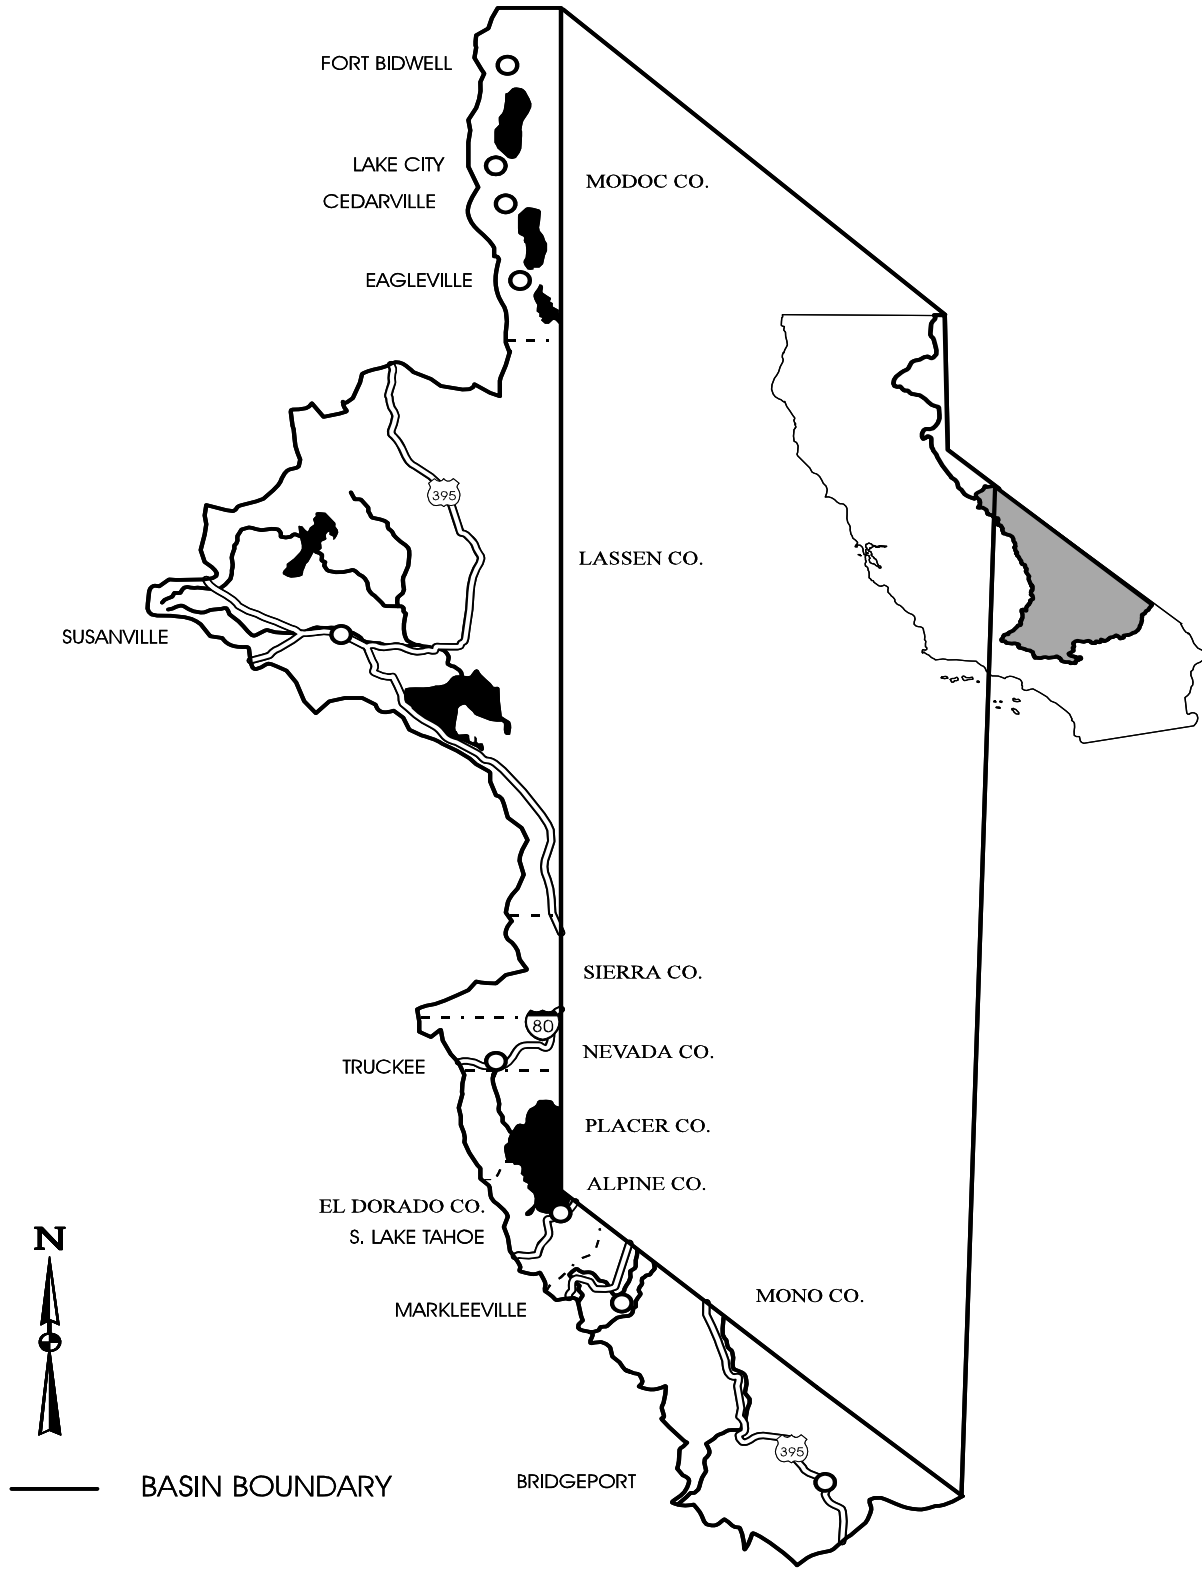 FORT BIDWELL
LAKE CITY
MODOC CO.
CEDARVILLE
EAGLEVILLE
395
LASSEN CO.
SUSANVILLE
SIERRA CO.
80
NEVADA CO.
TRUCKEE
PLACER CO.
ALPINE CO.
EL DORADO CO.
S. LAKE TAHOE
N
MONO CO.
MARKLEEVILLE
395
BRIDGEPORT
BASIN BOUNDARY